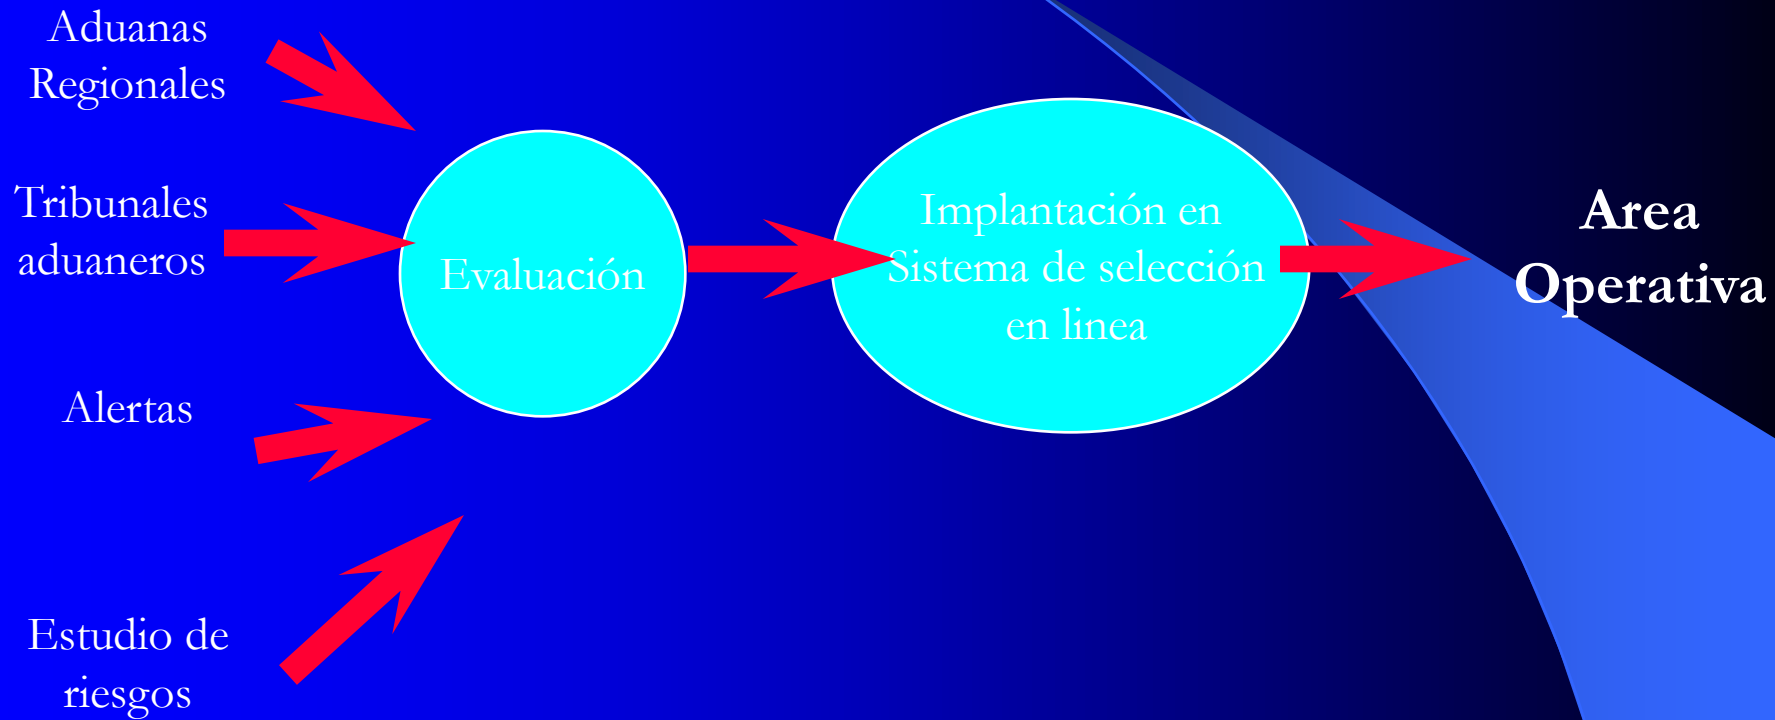 Aduanas
Regionales
Tribunales
aduaneros
Alertas
Estudio de
riesgos
Evaluación
Implantación en
Sistema de selección
en linea
Area
Operativa